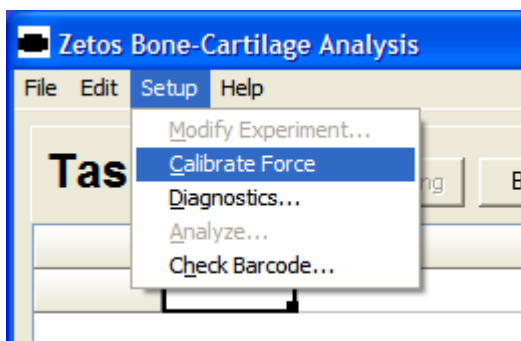 Zetos Bone-Cartilage Analysis
File Edit Setup Help
Modify Experiment...
Calibrate Force
Diagnostics...
Analyze...
Check Barcode...